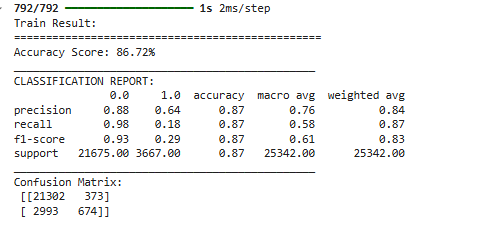 792/792 ━━━━━━━━━━━━━━━━━━━━ 1s 2ms/step
Train Result:
================================================
Accuracy Score: 86.72%
_______________________________________________
CLASSIFICATION REPORT:
0.0 1.0 accuracy macro avg weighted avg
precision 0.88 0.64 0.87 0.76 0.84
recall 0.98 0.18 0.87 0.58 0.87
f1-score 0.93 0.29 0.87 0.61 0.83
support 21675.00 3667.00 0.87 25342.00 25342.00
_______________________________________________
Confusion Matrix:
[[21302 373]
[ 2993 674]]